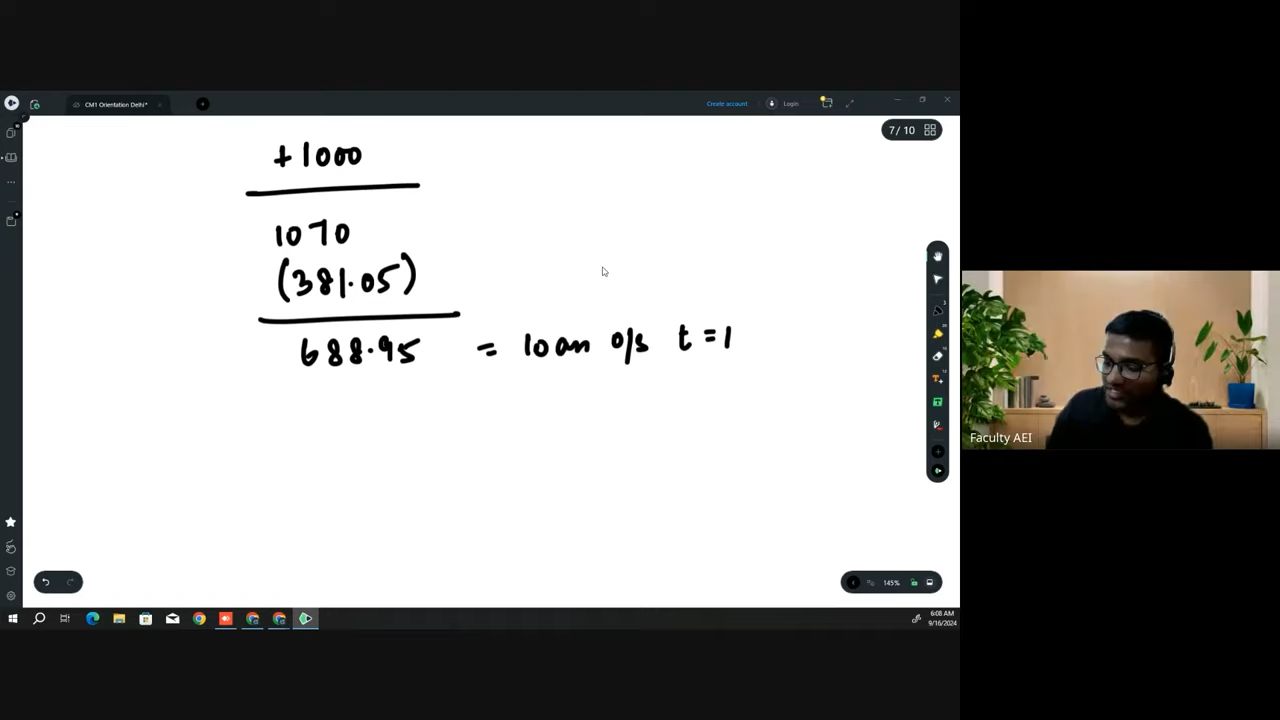 CM1 Orientation Delhi*
Create account
Login
7 / 10
+1000
1070
(381.05)
688.95 = loan o/s t=1
Faculty AEI
145%
6:08 AM
9/16/2024